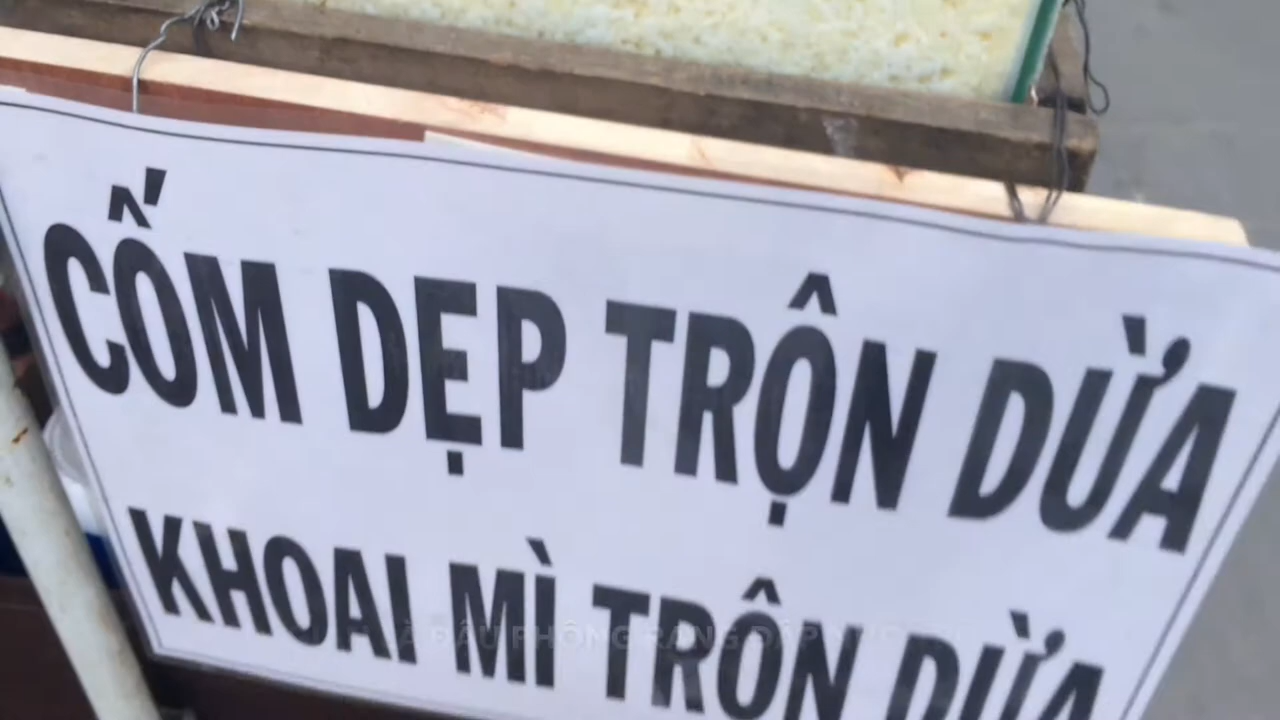 CỐM DẸP TRỘN DỪA
KHOAI MÌ TRỘN DỪA